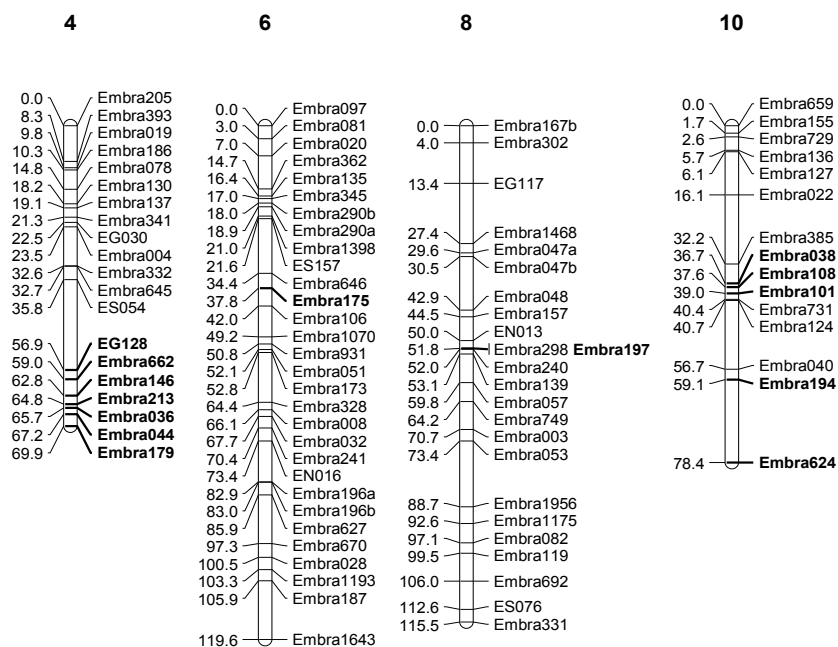 4
0.0 Embra205
8.3 Embra393
9.8 Embra019
10.3 Embra186
14.8 Embra078
18.2 Embra130
19.1 Embra137
21.3 Embra341
22.5 EG030
23.5 Embra004
32.6 Embra332
32.7 Embra645
35.8 ES054
56.9 EG128
59.0 Embra662
62.8 Embra146
64.8 Embra213
65.7 Embra036
67.2 Embra044
69.9 Embra179
6
0.0 Embra097
3.0 Embra081
7.0 Embra020
14.7 Embra362
16.4 Embra135
17.0 Embra345
18.0 Embra290b
18.9 Embra290a
21.0 Embra1398
21.6 ES157
34.4 Embra646
37.8 Embra175
42.0 Embra106
49.2 Embra1070
50.8 Embra931
52.1 Embra051
52.8 Embra173
64.4 Embra328
66.1 Embra008
67.7 Embra032
70.4 Embra241
73.4 EN016
82.9 Embra196a
83.0 Embra196b
85.9 Embra627
97.3 Embra670
100.5 Embra028
103.3 Embra1193
105.9 Embra187
119.6 Embra1643
8
0.0 Embra167b
4.0 Embra302
13.4 EG117
27.4 Embra1468
29.6 Embra047a
30.5 Embra047b
42.9 Embra048
44.5 Embra157
50.0 EN013
51.8 Embra298 Embra197
52.0 Embra240
53.1 Embra139
59.8 Embra057
64.2 Embra749
70.7 Embra003
73.4 Embra053
88.7 Embra1956
92.6 Embra1175
97.1 Embra082
99.5 Embra119
106.0 Embra692
112.6 ES076
115.5 Embra331
10
0.0 Embra659
1.7 Embra155
2.6 Embra729
5.7 Embra136
6.1 Embra127
16.1 Embra022
32.2 Embra385
36.7 Embra038
37.6 Embra108
39.0 Embra101
40.4 Embra731
40.7 Embra124
56.7 Embra040
59.1 Embra194
78.4 Embra624